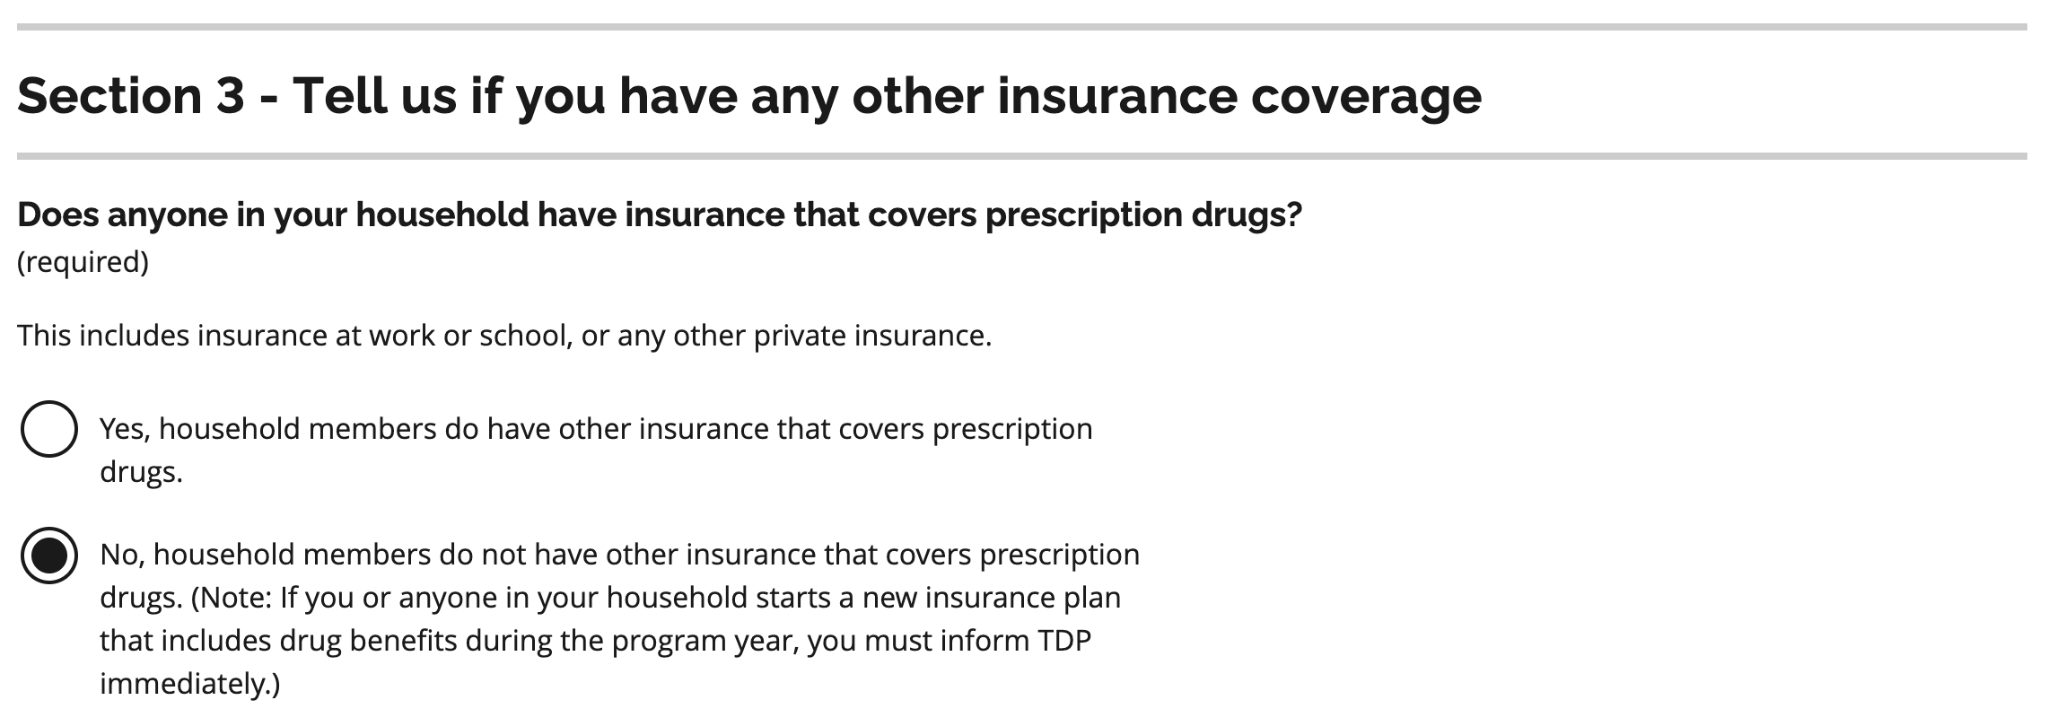 Section 3 - Tell us if you have any other insurance coverage
Does anyone in your household have insurance that covers prescription drugs?
(required)
This includes insurance at work or school, or any other private insurance.
Yes, household members do have other insurance that covers prescription
drugs.
No, household members do not have other insurance that covers prescription
drugs. (Note: If you or anyone in your household starts a new insurance plan
that includes drug benefits during the program year, you must inform TDP
immediately.)